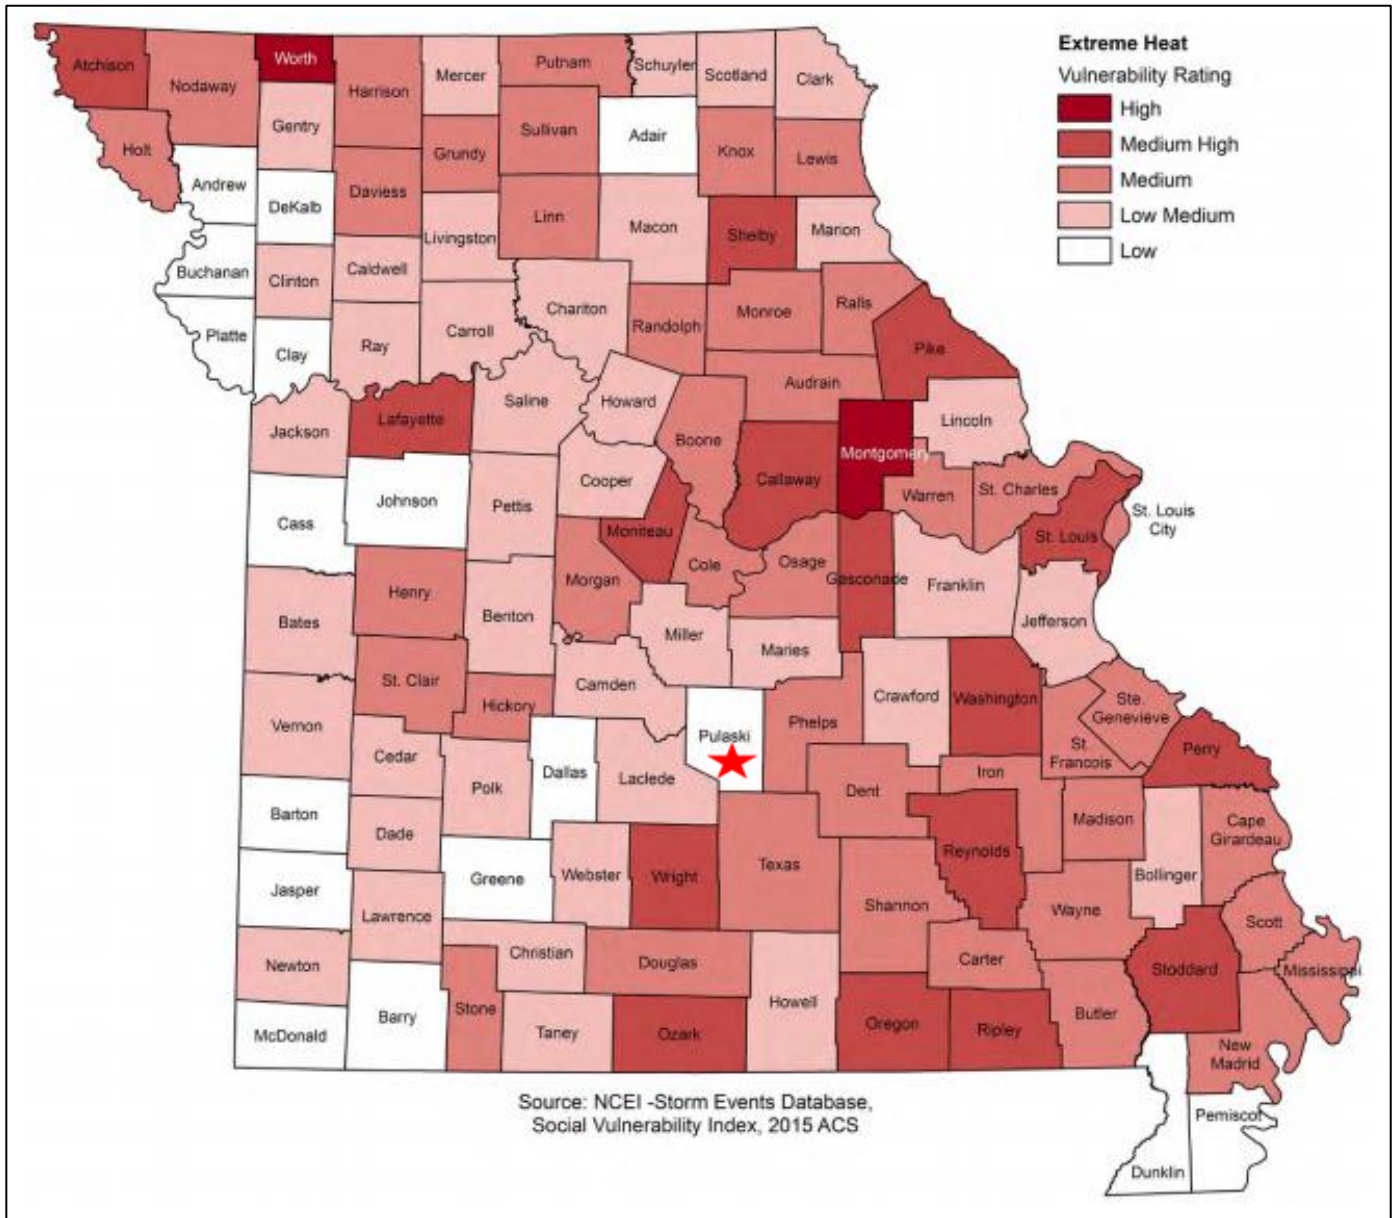 Extreme Heat
Vulnerability Rating
High
Medium High
Medium
Low Medium
Low
Atchison
Nodaway
Worth
Harrison
Mercer
Putnam
Schuyler
Scotland
Clark
Holt
Gentry
Grundy
Sullivan
Adair
Knox
Lewis
Andrew
DeKalb
Daviess
Livingston
Linn
Macon
Shelby
Marion
Buchanan
Clinton
Caldwell
Chariton
Randolph
Monroe
Ralls
Platte
Clay
Ray
Carroll
Audrain
Pike
Jackson
Lafayette
Saline
Howard
Boone
Callaway
Montgomery
Lincoln
Cass
Johnson
Pettis
Cooper
Moniteau
Warren
St. Charles
St. Louis
St. Louis
City
Bates
Henry
Benton
Morgan
Cole
Osage
Gasconade
Franklin
Jefferson
Miller
Maries
Vernon
St. Clair
Hickory
Camden
Pulaski
Phelps
Crawford
Washington
Ste.
Genevieve
St.
Francois
Perry
Cedar
Polk
Dallas
Laclede
Dent
Iron
Barton
Dade
Madison
Cape
Girardeau
Jasper
Greene
Webster
Wright
Texas
Reynolds
Bollinger
Lawrence
Shannon
Wayne
Scott
Newton
Christian
Douglas
Carter
Stoddard
Mississippi
McDonald
Barry
Stone
Taney
Ozark
Howell
Oregon
Ripley
Butler
New
Madrid
Pemiscot
Dunklin
Source: NCEI -Storm Events Database,
Social Vulnerability Index, 2015 ACS